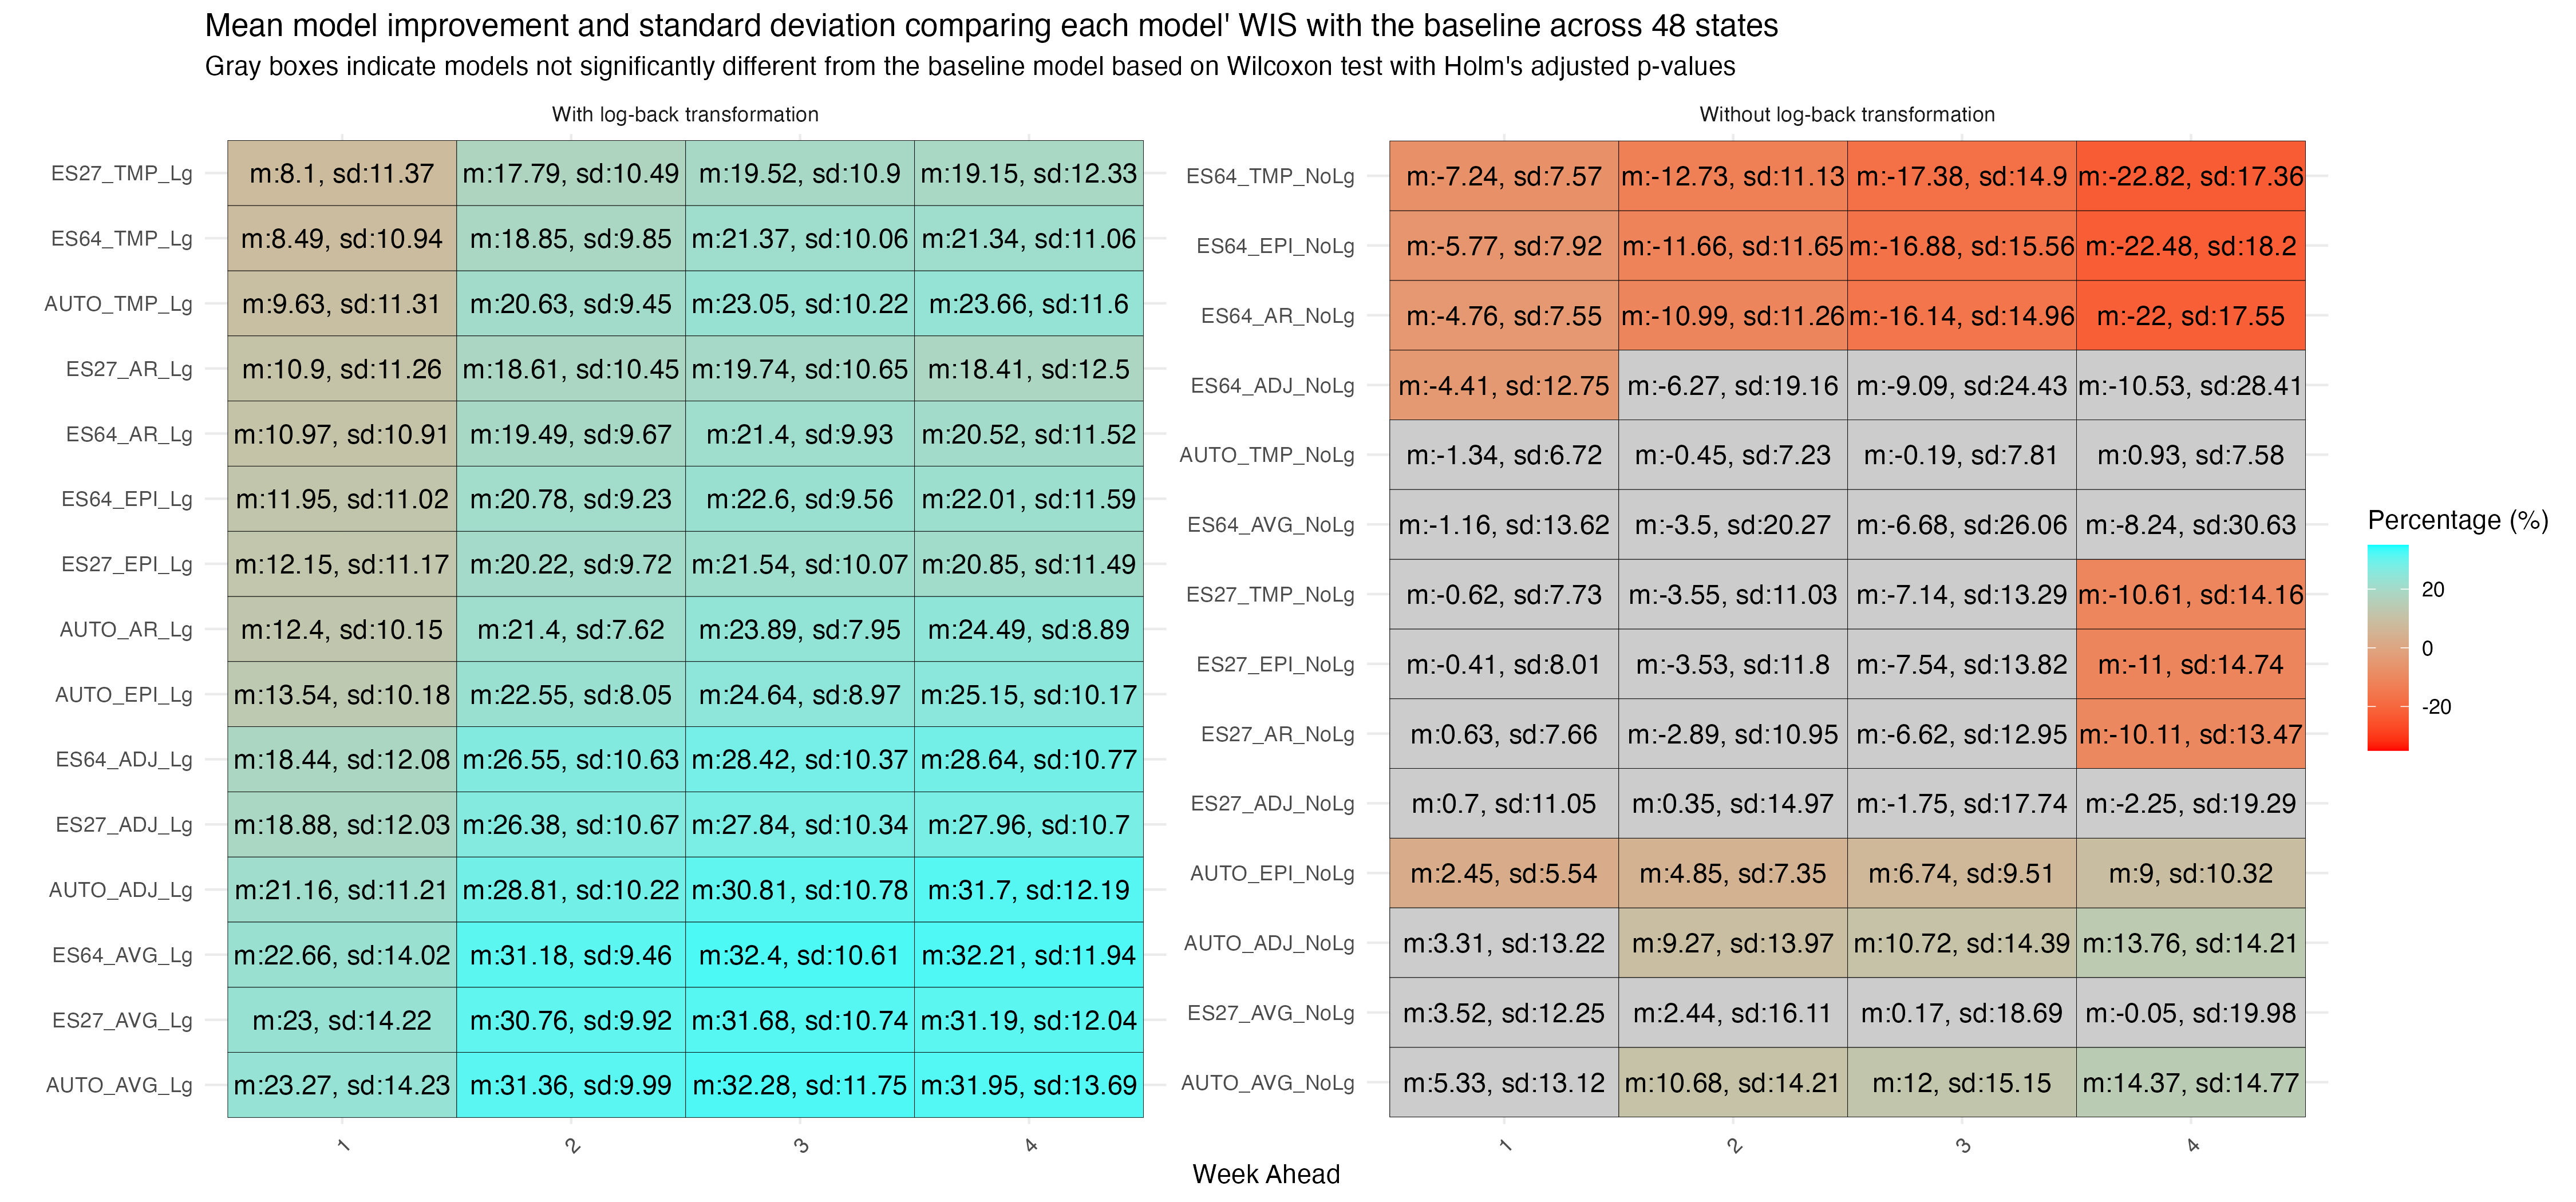 Mean model improvement and standard deviation comparing each model' WIS with the baseline across 48 states
Gray boxes indicate models not significantly different from the baseline model based on Wilcoxon test with Holm's adjusted p-values
With log-back transformation
ES27_TMP_Lg m:8.1, sd:11.37 m:17.79, sd:10.49 m:19.52, sd:10.9 m:19.15, sd:12.33
ES64_TMP_Lg m:8.49, sd:10.94 m:18.85, sd:9.85 m:21.37, sd:10.06 m:21.34, sd:11.06
AUTO_TMP_Lg m:9.63, sd:11.31 m:20.63, sd:9.45 m:23.05, sd:10.22 m:23.66, sd:11.6
ES27_AR_Lg m:10.9, sd:11.26 m:18.61, sd:10.45 m:19.74, sd:10.65 m:18.41, sd:12.5
ES64_AR_Lg m:10.97, sd:10.91 m:19.49, sd:9.67 m:21.4, sd:9.93 m:20.52, sd:11.52
ES64_EPI_Lg m:11.95, sd:11.02 m:20.78, sd:9.23 m:22.6, sd:9.56 m:22.01, sd:11.59
ES27_EPI_Lg m:12.15, sd:11.17 m:20.22, sd:9.72 m:21.54, sd:10.07 m:20.85, sd:11.49
AUTO_AR_Lg m:12.4, sd:10.15 m:21.4, sd:7.62 m:23.89, sd:7.95 m:24.49, sd:8.89
AUTO_EPI_Lg m:13.54, sd:10.18 m:22.55, sd:8.05 m:24.64, sd:8.97 m:25.15, sd:10.17
ES64_ADJ_Lg m:18.44, sd:12.08 m:26.55, sd:10.63 m:28.42, sd:10.37 m:28.64, sd:10.77
ES27_ADJ_Lg m:18.88, sd:12.03 m:26.38, sd:10.67 m:27.84, sd:10.34 m:27.96, sd:10.7
AUTO_ADJ_Lg m:21.16, sd:11.21 m:28.81, sd:10.22 m:30.81, sd:10.78 m:31.7, sd:12.19
ES64_AVG_Lg m:22.66, sd:14.02 m:31.18, sd:9.46 m:32.4, sd:10.61 m:32.21, sd:11.94
ES27_AVG_Lg m:23, sd:14.22 m:30.76, sd:9.92 m:31.68, sd:10.74 m:31.19, sd:12.04
AUTO_AVG_Lg m:23.27, sd:14.23 m:31.36, sd:9.99 m:32.28, sd:11.75 m:31.95, sd:13.69
1 2 3 4
Without log-back transformation
ES64_TMP_NoLg m:-7.24, sd:7.57 m:-12.73, sd:11.13 m:-17.38, sd:14.9 m:-22.82, sd:17.36
ES64_EPI_NoLg m:-5.77, sd:7.92 m:-11.66, sd:11.65 m:-16.88, sd:15.56 m:-22.48, sd:18.2
ES64_AR_NoLg m:-4.76, sd:7.55 m:-10.99, sd:11.26 m:-16.14, sd:14.96 m:-22, sd:17.55
ES64_ADJ_NoLg m:-4.41, sd:12.75 m:-6.27, sd:19.16 m:-9.09, sd:24.43 m:-10.53, sd:28.41
AUTO_TMP_NoLg m:-1.34, sd:6.72 m:-0.45, sd:7.23 m:-0.19, sd:7.81 m:0.93, sd:7.58
ES64_AVG_NoLg m:-1.16, sd:13.62 m:-3.5, sd:20.27 m:-6.68, sd:26.06 m:-8.24, sd:30.63
ES27_TMP_NoLg m:-0.62, sd:7.73 m:-3.55, sd:11.03 m:-7.14, sd:13.29 m:-10.61, sd:14.16
ES27_EPI_NoLg m:-0.41, sd:8.01 m:-3.53, sd:11.8 m:-7.54, sd:13.82 m:-11, sd:14.74
ES27_AR_NoLg m:0.63, sd:7.66 m:-2.89, sd:10.95 m:-6.62, sd:12.95 m:-10.11, sd:13.47
ES27_ADJ_NoLg m:0.7, sd:11.05 m:0.35, sd:14.97 m:-1.75, sd:17.74 m:-2.25, sd:19.29
AUTO_EPI_NoLg m:2.45, sd:5.54 m:4.85, sd:7.35 m:6.74, sd:9.51 m:9, sd:10.32
AUTO_ADJ_NoLg m:3.31, sd:13.22 m:9.27, sd:13.97 m:10.72, sd:14.39 m:13.76, sd:14.21
ES27_AVG_NoLg m:3.52, sd:12.25 m:2.44, sd:16.11 m:0.17, sd:18.69 m:-0.05, sd:19.98
AUTO_AVG_NoLg m:5.33, sd:13.12 m:10.68, sd:14.21 m:12, sd:15.15 m:14.37, sd:14.77
1 2 3 4
Week Ahead
Percentage (%)
20
0
-20